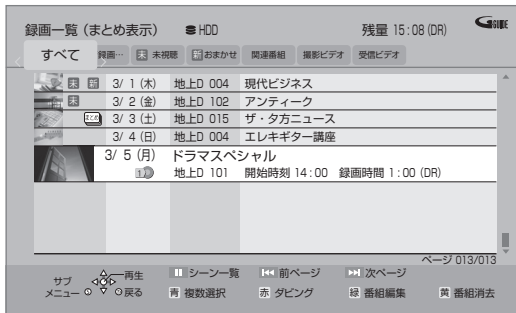 録画一覧 (まとめ表示) HDD 残量 15:08 (DR) G GUIDE
すべて 録画… 未 未視聴 新 おまかせ 関連番組 撮影ビデオ 受信ビデオ
未 新 3/ 1 (木) 地上D 004 現代ビジネス
未 3/ 2 (金) 地上D 102 アンティーク
まとめ 3/ 3 (土) 地上D 015 ザ・夕方ニュース
3/ 4 (日) 地上D 004 エレキギター講座
3/ 5 (月) ドラマスペシャル
1 地上D 101 開始時刻 14:00 録画時間 1:00 (DR)
ページ 013/013
サブメニュー 再生 戻る
シーン一覧 前ページ 次ページ
青 複数選択 赤 ダビング 緑 番組編集 黄 番組消去